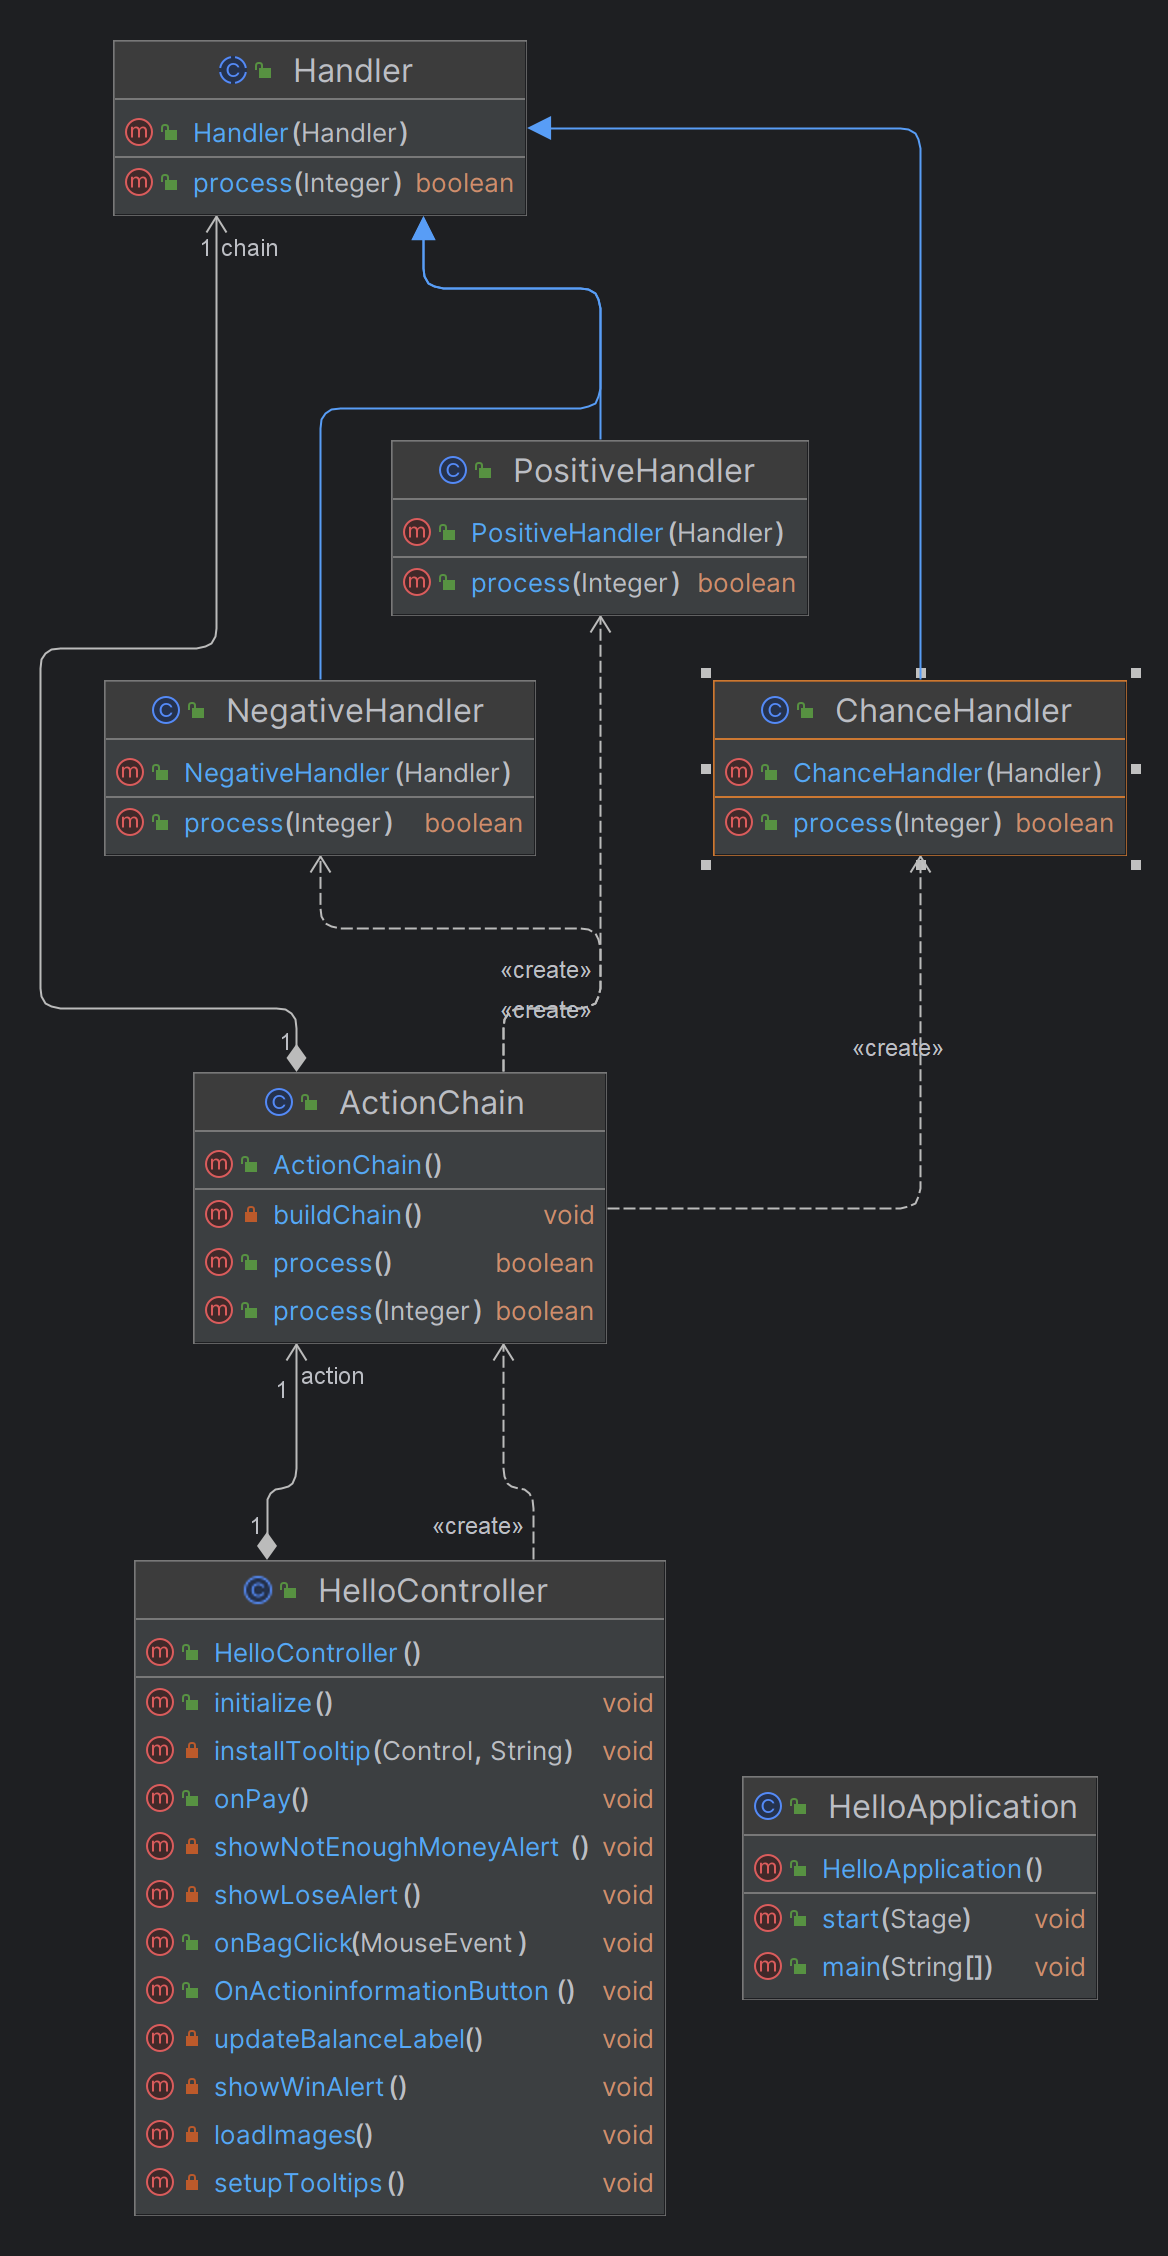 Handler
Handler(Handler)
process(Integer) boolean
1 chain
PositiveHandler
PositiveHandler(Handler)
process(Integer) boolean
NegativeHandler
NegativeHandler(Handler)
process(Integer) boolean
ChanceHandler
ChanceHandler(Handler)
process(Integer) boolean
«create»
«create»
«create»
1
ActionChain
ActionChain()
buildChain() void
process() boolean
process(Integer) boolean
action
1
1
«create»
HelloController
HelloController()
initialize() void
installTooltip(Control, String) void
onPay() void
showNotEnoughMoneyAlert() void
showLoseAlert() void
onBagClick(MouseEvent) void
OnActioninformationButton() void
updateBalanceLabel() void
showWinAlert() void
loadImages() void
setupTooltips() void
HelloApplication
HelloApplication()
start(Stage) void
main(String[]) void